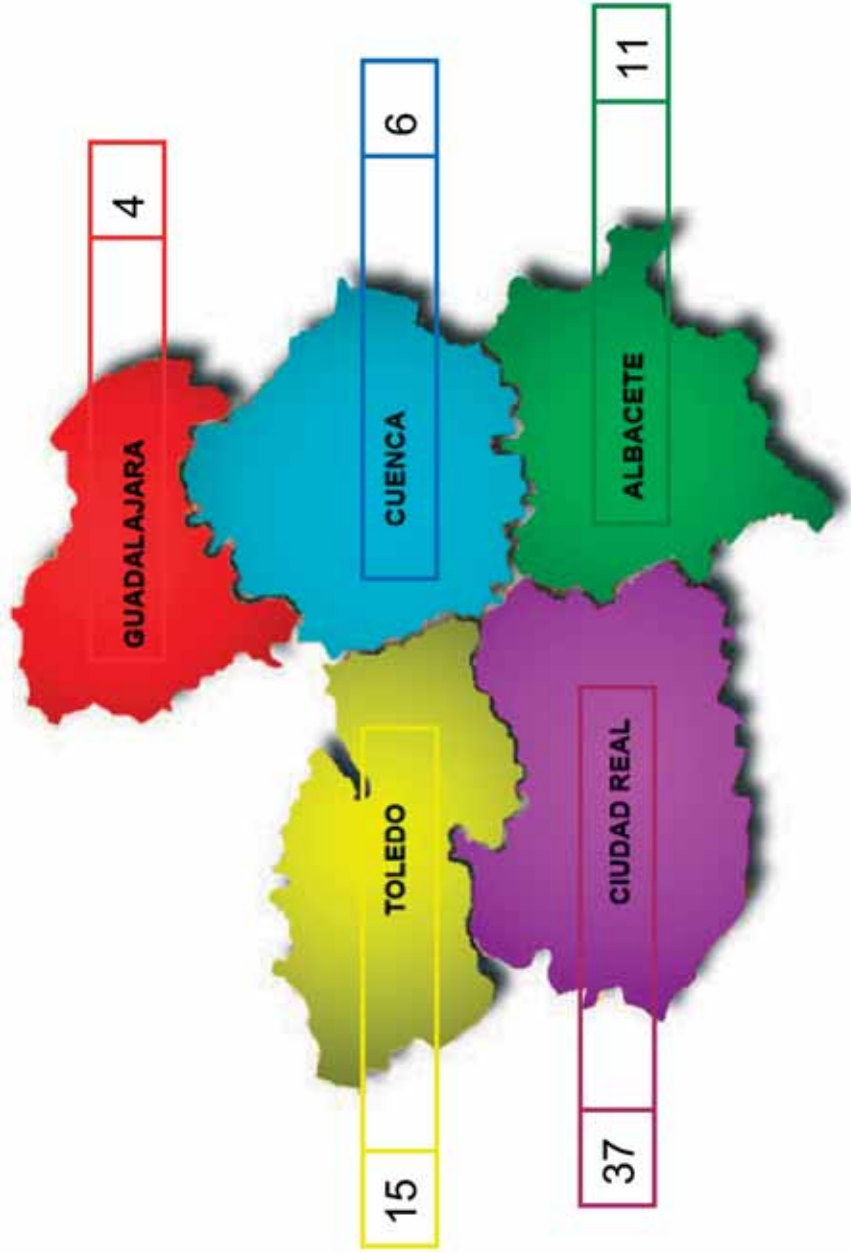 GUADALAJARA
4
TOLEDO
15
CUENCA
6
CIUDAD REAL
37
ALBACETE
11